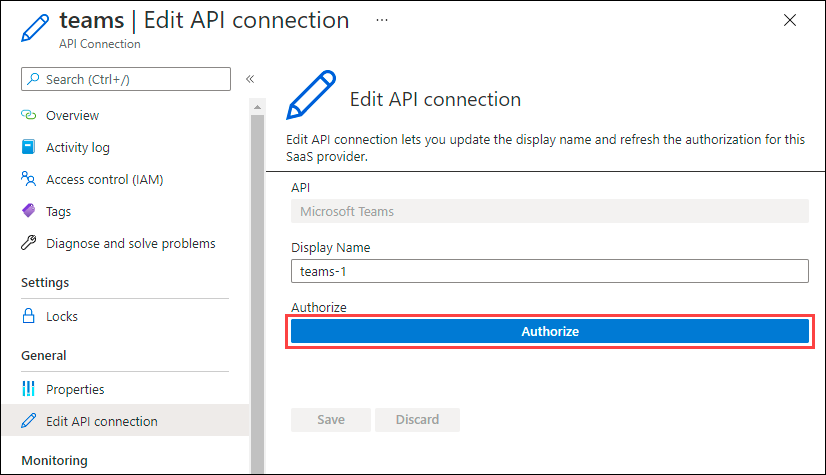 teams | Edit API connection ...
API Connection
Search (Ctrl+/)
Overview
Activity log
Access control (IAM)
Tags
Diagnose and solve problems
Settings
Locks
General
Properties
Edit API connection
Monitoring
Edit API connection
Edit API connection lets you update the display name and refresh the authorization for this
SaaS provider.
API
Microsoft Teams
Display Name
teams-1
Authorize
Authorize
Save
Discard